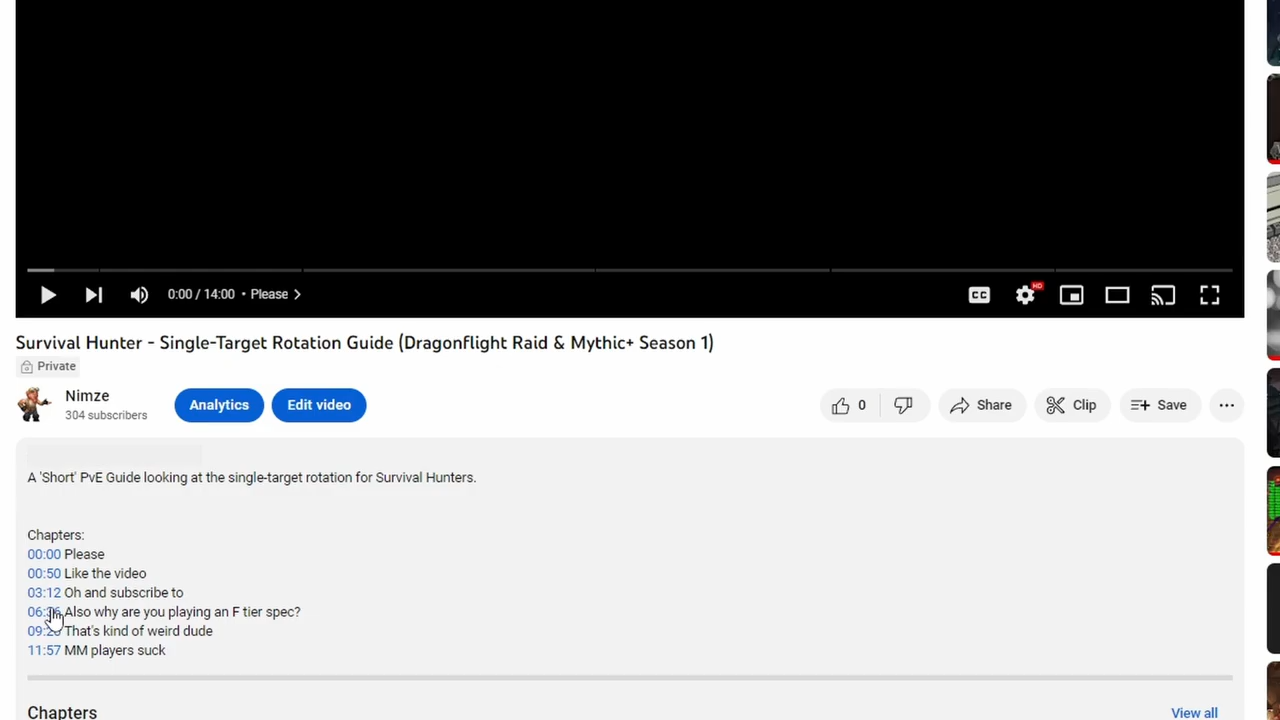 0:00 / 14:00 • Please
CC
HD
Survival Hunter - Single-Target Rotation Guide (Dragonflight Raid & Mythic+ Season 1)
Private
Nimze
304 subscribers
Analytics
Edit video
0
Share
Clip
Save
A 'Short' PvE Guide looking at the single-target rotation for Survival Hunters.
Chapters:
00:00 Please
00:50 Like the video
03:12 Oh and subscribe to
Also why are you playing an F tier spec?
That's kind of weird dude
11:57 MM players suck
Chapters
View all